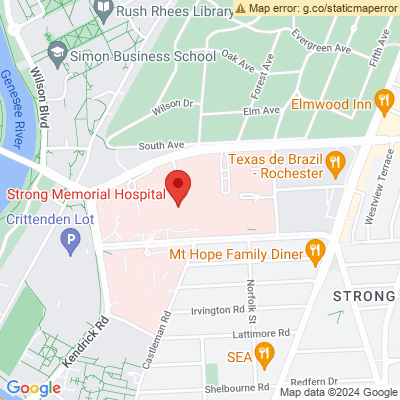 Map error: g.co/staticmaperror
Rush Rhees Library
Simon Business School
Genesee River
Wilson Blvd
Wilson Dr
Oak Ave
Evergreen Ave
Fifth Ave
Forest Ave
Elm Ave
Elmwood Inn
South Ave
Texas de Brazil
- Rochester
Westview Terrace
Strong Memorial Hospital
Crittenden Lot
P
Mt Hope Family Diner
Norfolk St
STRONG
Irvington Rd
Lattimore Rd
Kendrick Rd
Castleman Rd
SEA
Shelbourne Rd
Redfern Dr
Google
Map data ©2024 Google